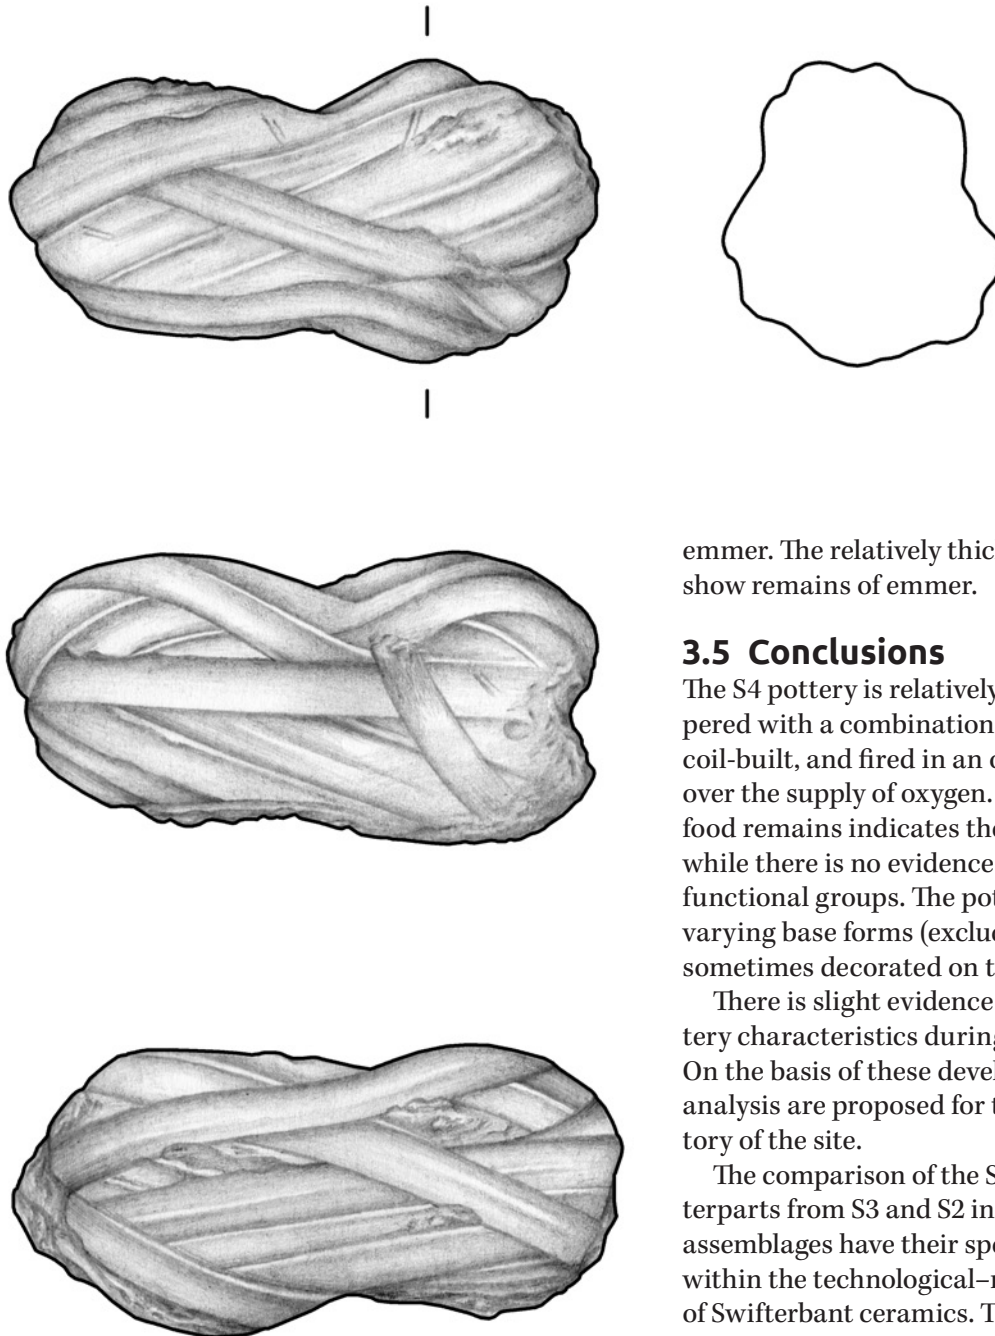 emmer. The relatively thic
show remains of emmer.
3.5 Conclusions
The S4 pottery is relatively
pered with a combination
coil-built, and fired in an o
over the supply of oxygen.
food remains indicates the
while there is no evidence
functional groups. The pot
varying base forms (exclud
sometimes decorated on t
There is slight evidence
tery characteristics during
On the basis of these devel
analysis are proposed for t
tory of the site.
The comparison of the S
terparts from S3 and S2 in
assemblages have their spe
within the technological–
of Swifterbant ceramics. T